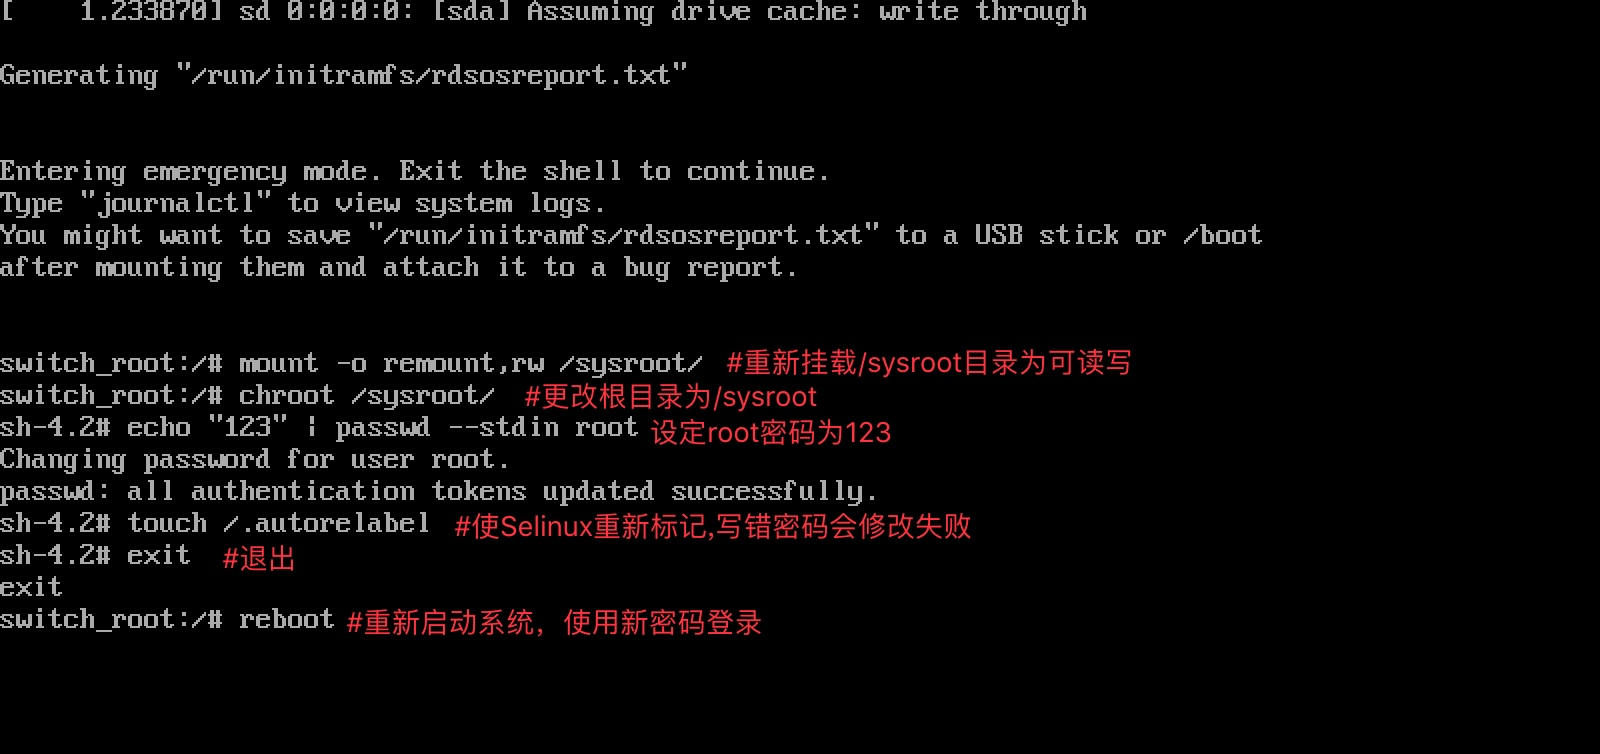 [    1.233870] sd 0:0:0:0: [sda] Assuming drive cache: write through
Generating "/run/initramfs/rdsosreport.txt"
Entering emergency mode. Exit the shell to continue.
Type "journalctl" to view system logs.
You might want to save "/run/initramfs/rdsosreport.txt" to a USB stick or /boot
after mounting them and attach it to a bug report.
switch_root:/# mount -o remount,rw /sysroot/ #重新挂载/sysroot目录为可读写
switch_root:/# chroot /sysroot/ #更改根目录为/sysroot
sh-4.2# echo "123" | passwd --stdin root 设定root密码为123
Changing password for user root.
passwd: all authentication tokens updated successfully.
sh-4.2# touch /.autorelabel #使Selinux重新标记,写错密码会修改失败
sh-4.2# exit #退出
exit
switch_root:/# reboot #重新启动系统，使用新密码登录